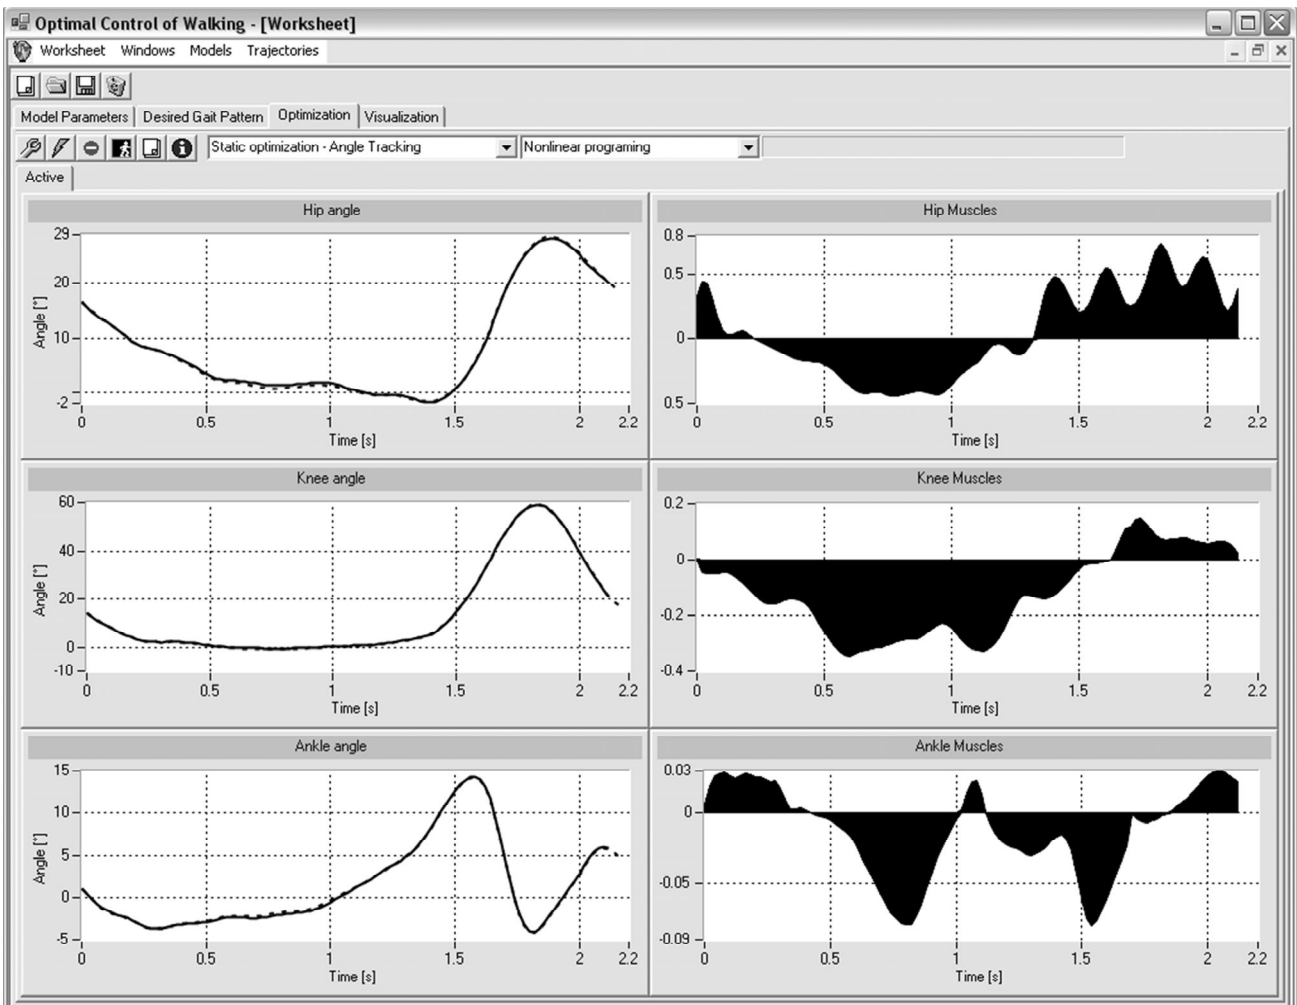 Optimal Control of Walking - [Worksheet]
Worksheet Windows Models Trajectories
Model Parameters Desired Gait Pattern Optimization Visualization
Static optimization - Angle Tracking Nonlinear programing
Active
Hip angle
29
20
10
-2
Angle [°]
0 0.5 1 1.5 2 2.2
Time [s]
Hip Muscles
0.8
0.5
0
0.5
0 0.5 1 1.5 2 2.2
Time [s]
Knee angle
60
40
20
0
-10
Angle [°]
0 0.5 1 1.5 2 2.2
Time [s]
Knee Muscles
0.2
0
-0.2
-0.4
0 0.5 1 1.5 2 2.2
Time [s]
Ankle angle
15
10
5
0
-5
Angle [°]
0 0.5 1 1.5 2 2.2
Time [s]
Ankle Muscles
0.03
0
-0.05
-0.09
0 0.5 1 1.5 2 2.2
Time [s]